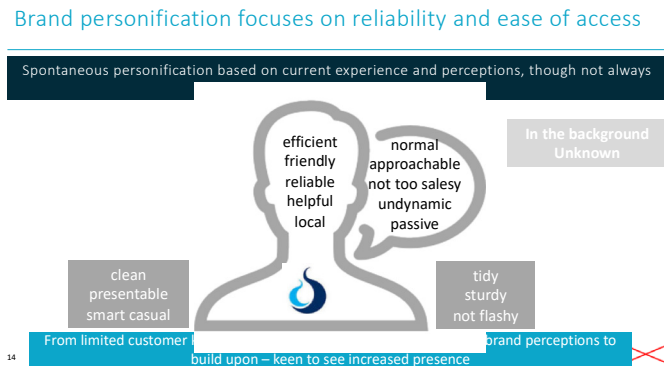 Brand personification focuses on reliability and ease of access
Spontaneous personification based on current experience and perceptions, though not always
In the background
Unknown
efficient
friendly
reliable
helpful
local
normal
approachable
not too salesy
undynamic
passive
clean
presentable
smart casual
tidy
sturdy
not flashy
From limited customer brand perceptions to
build upon – keen to see increased presence
14